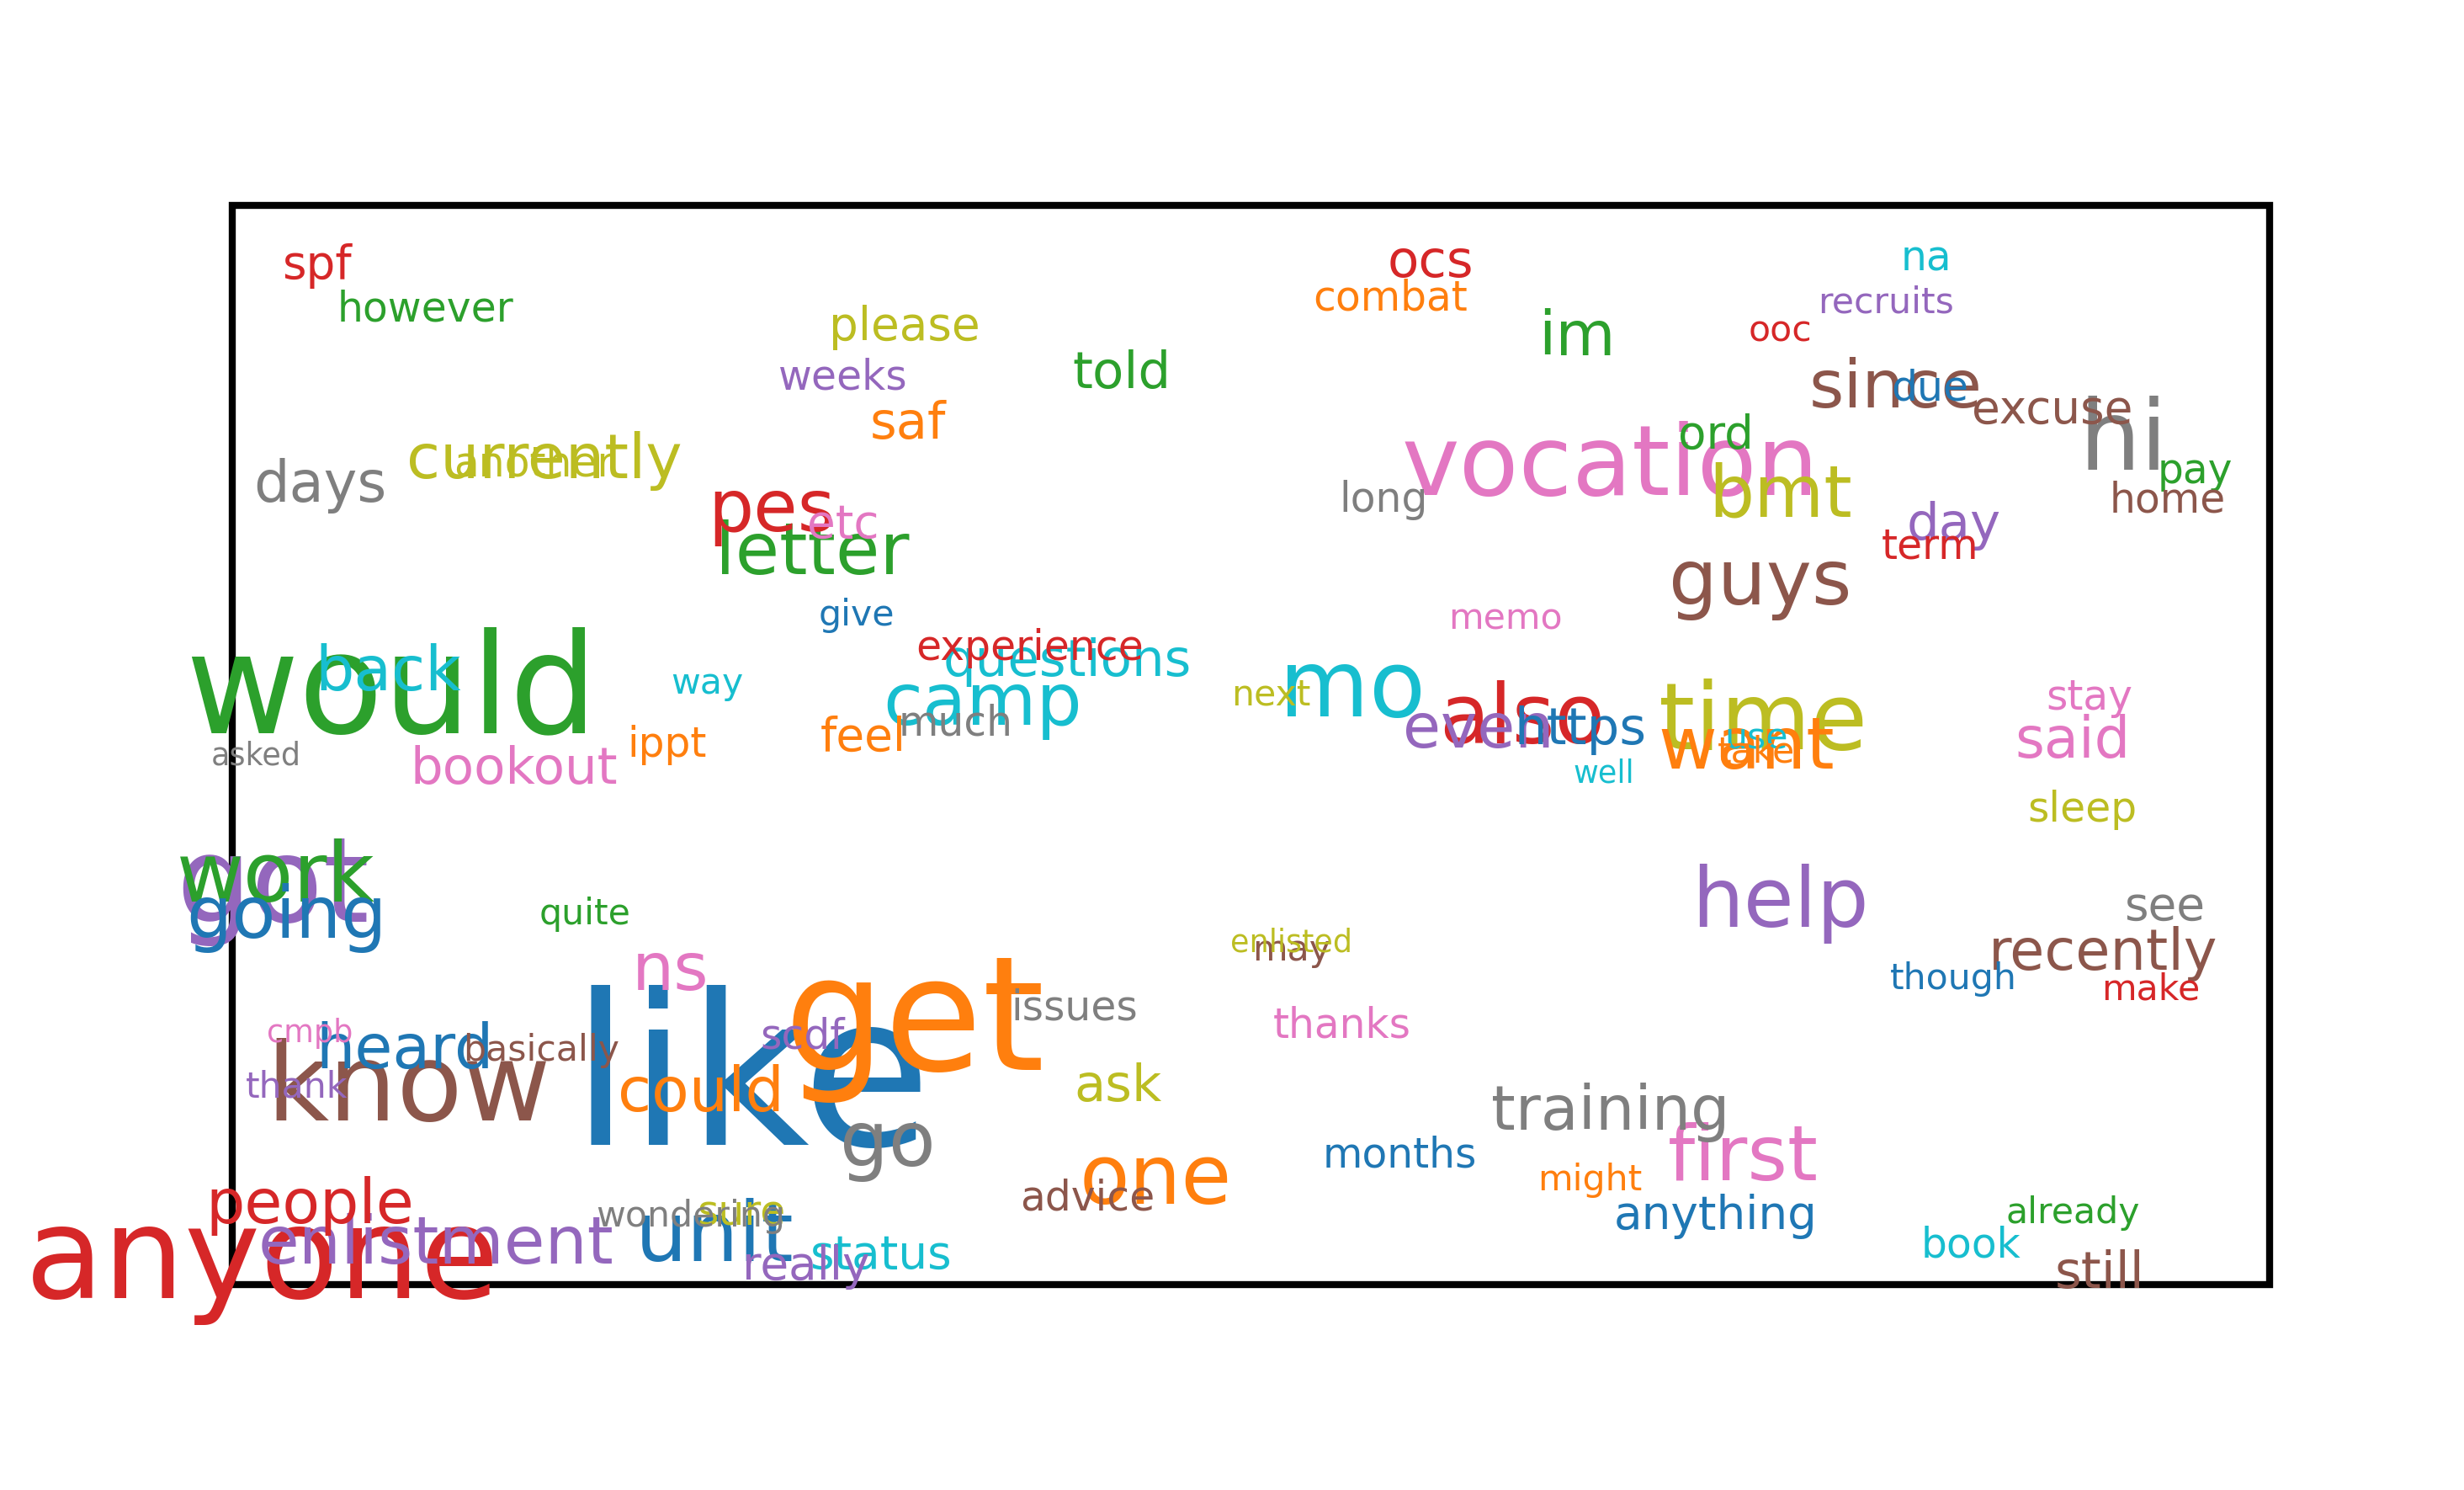 spf
ocs
na
however
combat
recruits
please
im
ooc
weeks
told
since
due
saf
excuse
hi
vocation
ord
currently
another
pay
days
long
bmt
home
pes
etc
day
letter
term
guys
give
memo
experience
questions
would
back
way
camp
next
mo
stay
also
time
much
even
https
feel
ippt
want
use
take
said
asked
bookout
well
sleep
work
got
going
help
quite
see
enlisted
may
recently
ns
though
make
get
issues
like
thanks
cmpb
heard
basically
scdf
know
thank
could
ask
training
go
months
first
people
one
might
advice
wondering
sure
anything
already
anyone
enlistment
unit
status
really
book
still